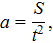 a = S/t²,